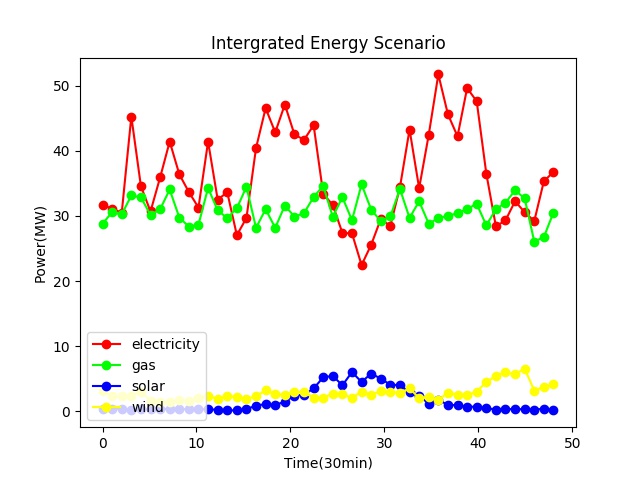 Intergrated Energy Scenario
Power(MW)
50
40
30
20
10
0
electricity
gas
solar
wind
0
10
20
30
40
50
Time(30min)